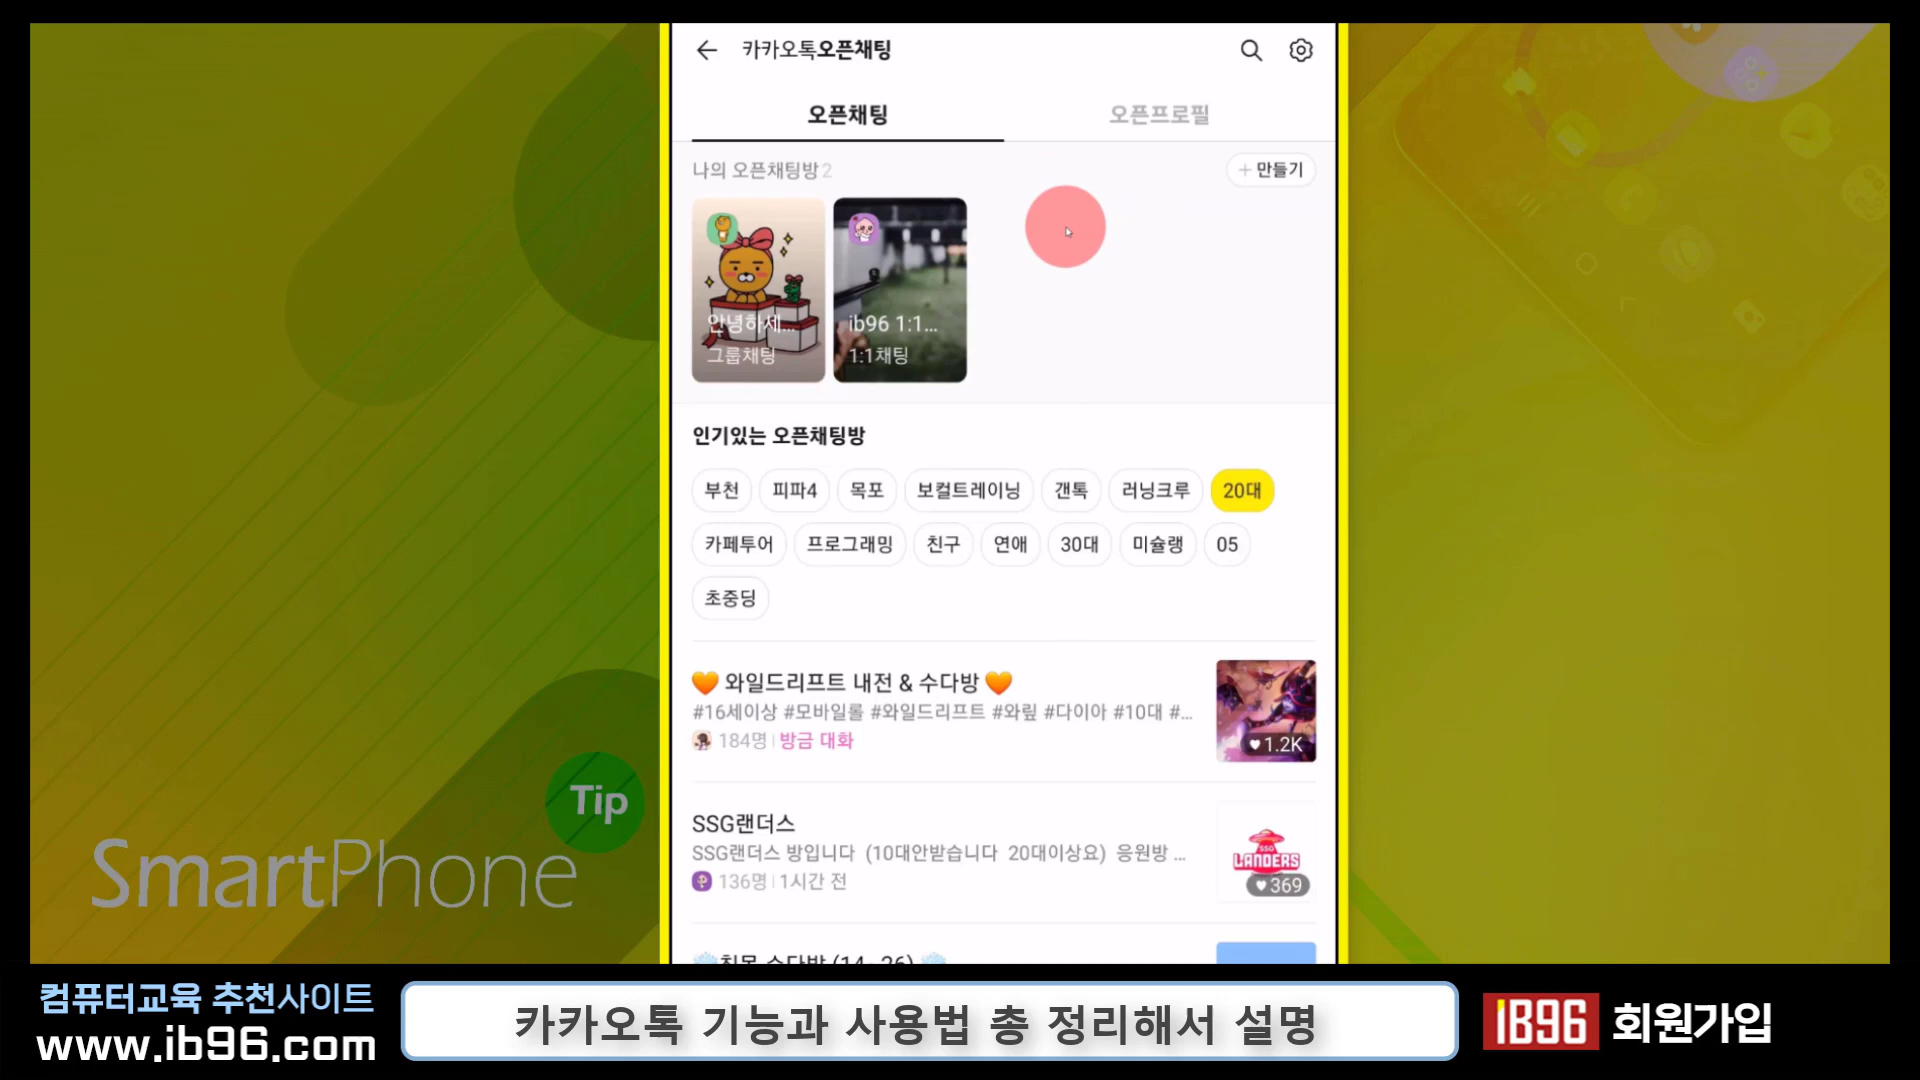 카카오톡오픈채팅
오픈채팅 오픈프로필
나의 오픈채팅방 2 + 만들기
안녕하세... ib96 1:1...
그룹채팅 1:1채팅
인기있는 오픈채팅방
부천 피파4 목포 보컬트레이닝 갠톡 러닝크루 20대
카페투어 프로그래밍 친구 연애 30대 미슐랭 05
초중딩
🧡 와일드리프트 내전 & 수다방 🧡
#16세이상 #모바일롤 #와일드리프트 #와맆 #다이아 #10대 #...
184명 | 방금 대화
♥ 1.2K
SSG랜더스
SSG랜더스 방입니다 (10대안받습니다 20대이상요) 응원방 ...
136명 | 1시간 전
SSG
LANDERS
♥ 369
친목 수다방 (14~26)
Tip
SmartPhone
컴퓨터교육 추천사이트
www.ib96.com
카카오톡 기능과 사용법 총 정리해서 설명
IB96 회원가입